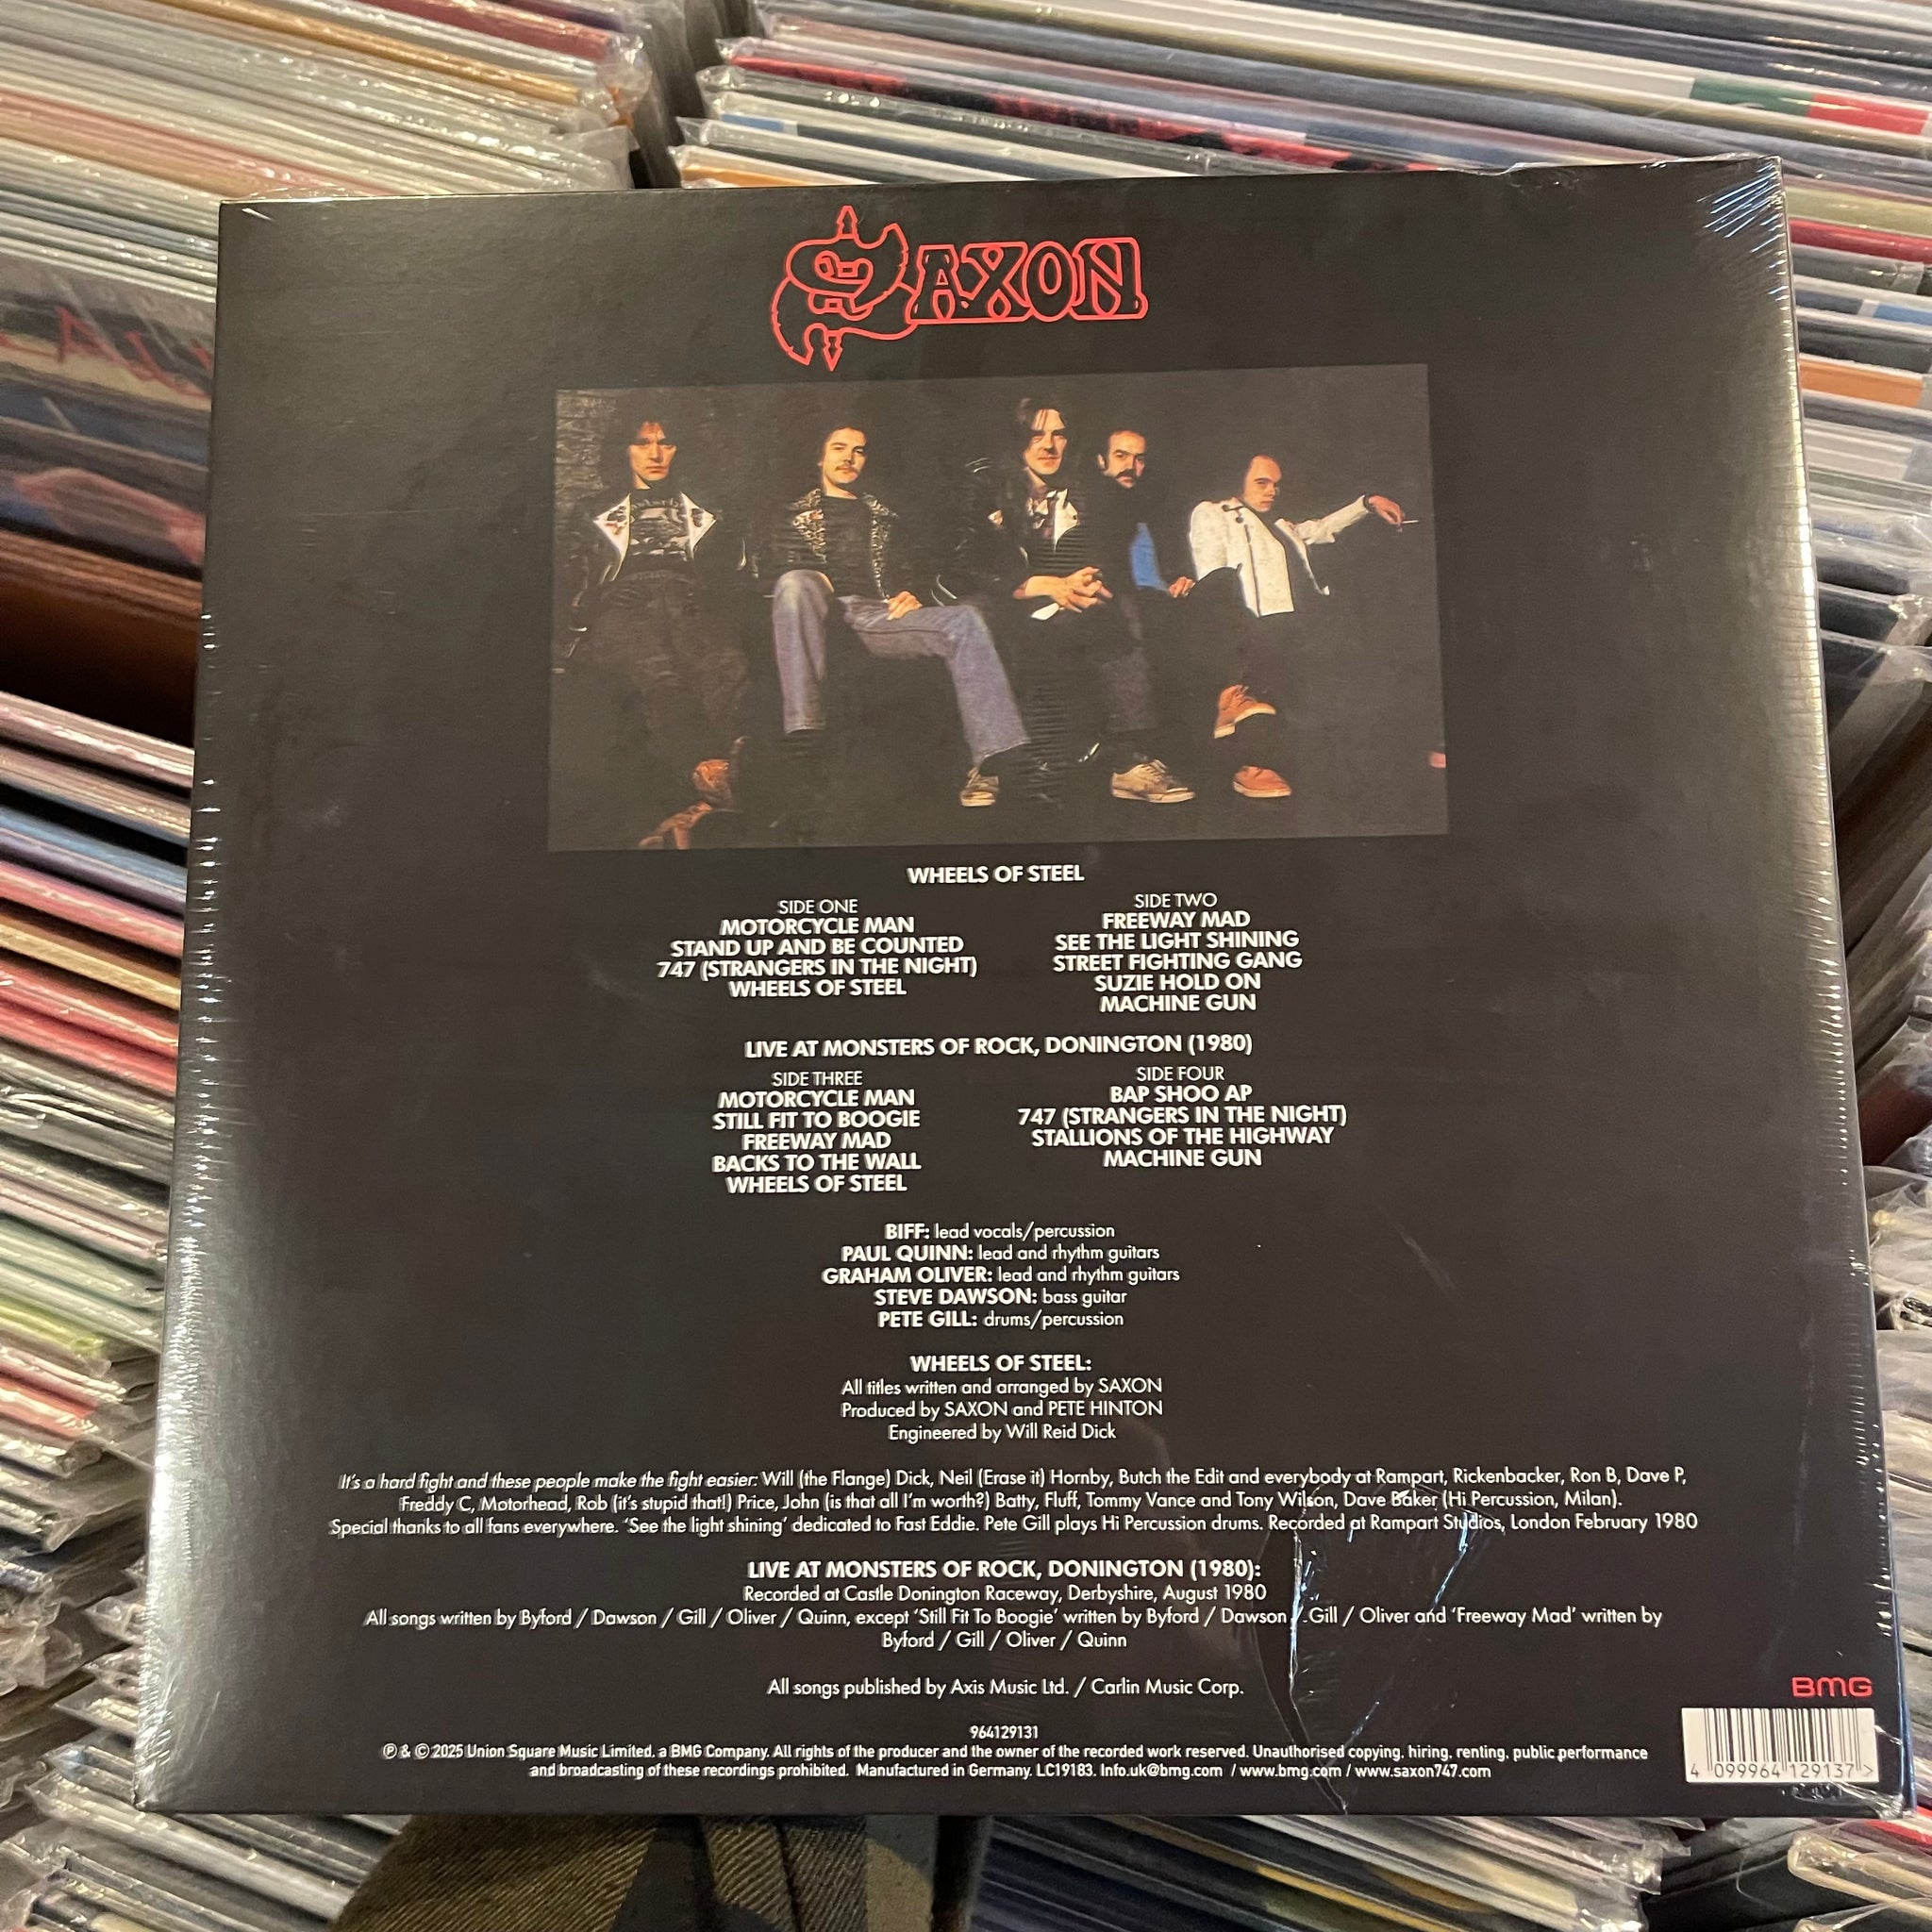 SAXON
WHEELS OF STEEL
SIDE ONE
MOTORCYCLE MAN
STAND UP AND BE COUNTED
747 (STRANGERS IN THE NIGHT)
WHEELS OF STEEL
SIDE TWO
FREEWAY MAD
SEE THE LIGHT SHINING
STREET FIGHTING GANG
SUZIE HOLD ON
MACHINE GUN
LIVE AT MONSTERS OF ROCK, DONINGTON (1980)
SIDE THREE
MOTORCYCLE MAN
STILL FIT TO BOOGIE
FREEWAY MAD
BACKS TO THE WALL
WHEELS OF STEEL
SIDE FOUR
BAP SHOO AP
747 (STRANGERS IN THE NIGHT)
STALLIONS OF THE HIGHWAY
MACHINE GUN
BIFF: lead vocals/percussion
PAUL QUINN: lead and rhythm guitars
GRAHAM OLIVER: lead and rhythm guitars
STEVE DAWSON: bass guitar
PETE GILL: drums/percussion
WHEELS OF STEEL:
All titles written and arranged by SAXON
Produced by SAXON and PETE HINTON
Engineered by Will Reid Dick
It's a hard fight and these people make the fight easier: Will (the Flange) Dick, Neil (Erase it) Hornby, Butch the Edit and everybody at Rampart, Rickenbacker, Ron B, Dave P,
Freddy C, Motorhead, Rob (it's stupid that!) Price, John (is that all I'm worth?) Batty, Fluff, Tommy Vance and Tony Wilson, Dave Baker (Hi Percussion, Milan).
Special thanks to all fans everywhere. 'See the light shining' dedicated to Fast Eddie. Pete Gill plays Hi Percussion drums. Recorded at Rampart Studios, London February 1980
LIVE AT MONSTERS OF ROCK, DONINGTON (1980):
Recorded at Castle Donington Raceway, Derbyshire, August 1980
All songs written by Byford / Dawson / Gill / Oliver / Quinn, except 'Still Fit To Boogie' written by Byford / Dawson / Gill / Oliver and 'Freeway Mad' written by
Byford / Gill / Oliver / Quinn
All songs published by Axis Music Ltd. / Carlin Music Corp.
BMG
964129131
℗ & © 2025 Union Square Music Limited, a BMG Company. All rights of the producer and the owner of the recorded work reserved. Unauthorised copying, hiring, renting, public performance
and broadcasting of these recordings prohibited. Manufactured in Germany. LC19183. Info.uk@bmg.com / www.bmg.com / www.saxon747.com
4 099964 129137 >